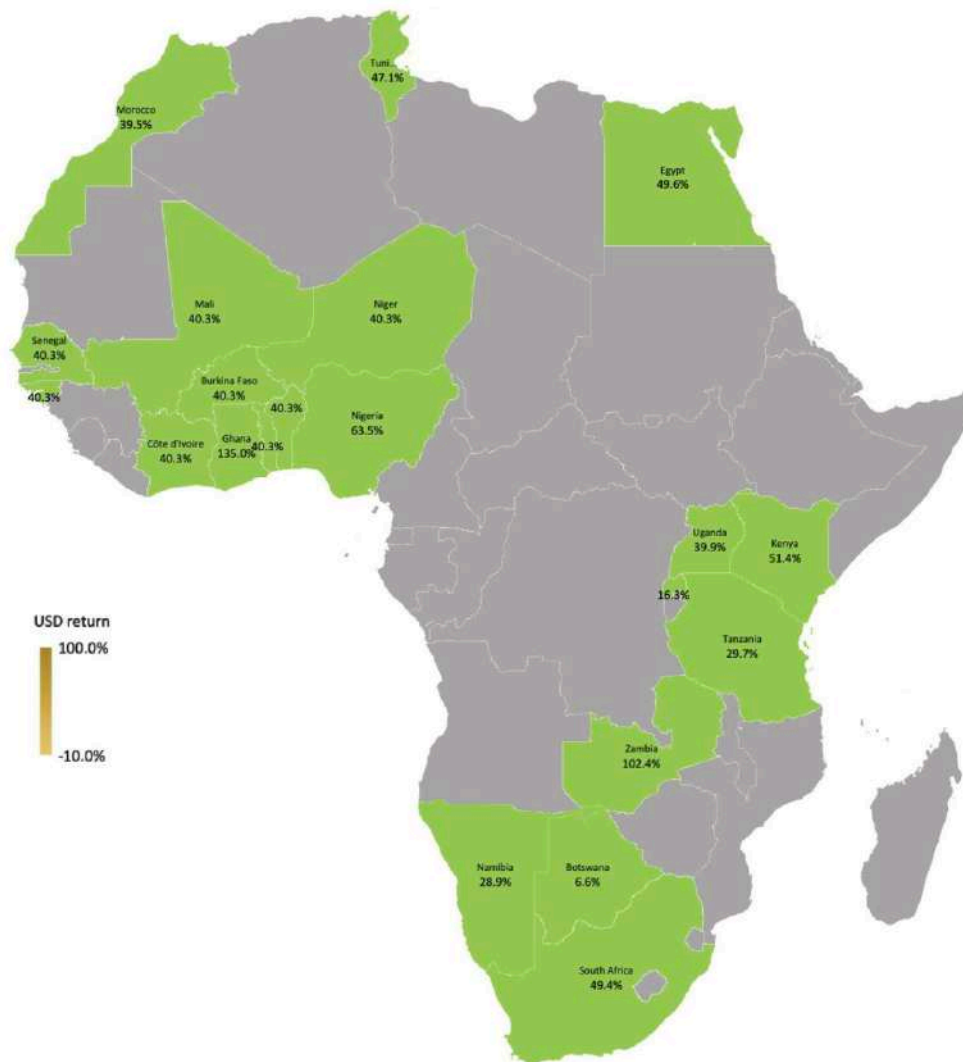 Tuni...
47.1%
Morocco
39.5%
Egypt
49.6%
Mali
40.3%
Niger
40.3%
Senegal
40.3%
40.3%
Burkina Faso
40.3%
40.3%
Nigeria
63.5%
Côte d'Ivoire
40.3%
Ghana
135.0%
40.3%
Uganda
39.9%
Kenya
51.4%
16.3%
Tanzania
29.7%
USD return
100.0%
-10.0%
Zambia
102.4%
Namibia
28.9%
Botswana
6.6%
South Africa
49.4%